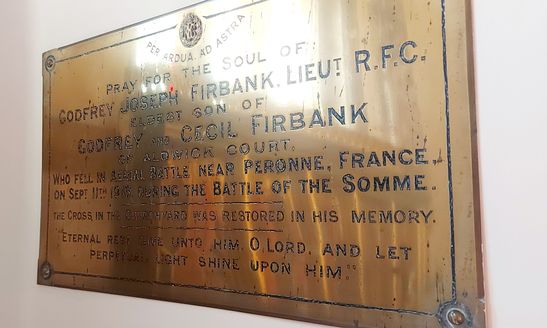 PER ARDUA AD ASTRA
PRAY FOR THE SOUL OF
GODFREY JOSEPH FIRBANK. LIEUT R.F.C.
ELDEST SON OF
GODFREY AND CECIL FIRBANK
OF ALDWICK COURT.
WHO FELL IN AERIAL BATTLE NEAR PERONNE, FRANCE,
ON SEPT 11TH DURING THE BATTLE OF THE SOMME.
THE CROSS, IN THE CHURCHYARD WAS RESTORED IN HIS MEMORY.
"ETERNAL REST GIVE UNTO HIM, O LORD, AND LET
PERPETUAL LIGHT SHINE UPON HIM."